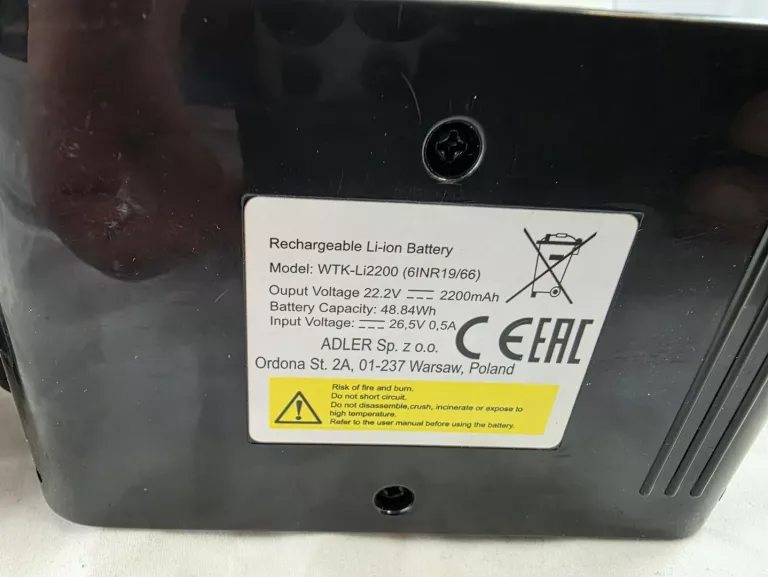 Rechargeable Li-ion Battery
Model: WTK-Li2200 (6INR19/66)
Ouput Voltage 22.2V ⎓ 2200mAh
Battery Capacity: 48.84Wh
Input Voltage: ⎓ 26,5V 0,5A
CE EAC
ADLER Sp. z o.o.
Ordona St. 2A, 01-237 Warsaw, Poland
Risk of fire and burn.
Do not short circuit.
Do not disassemble,crush, incinerate or expose to
high temperature.
Refer to the user manual before using the battery.